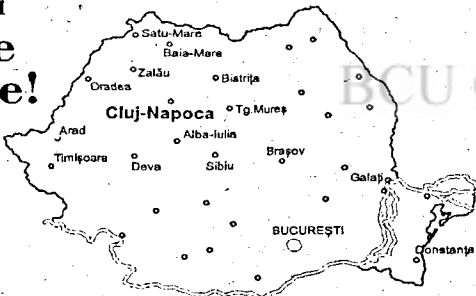 e!
Satu-Mare
Baia-Mare
Oradea
Zalău
Bistrița
BCU
Cluj-Napoca
Tg.Mureș
Arad
Alba-Iulia
Timișoara
Deva
Sibiu
Brașov
Galați
BUCUREȘTI
Constanța